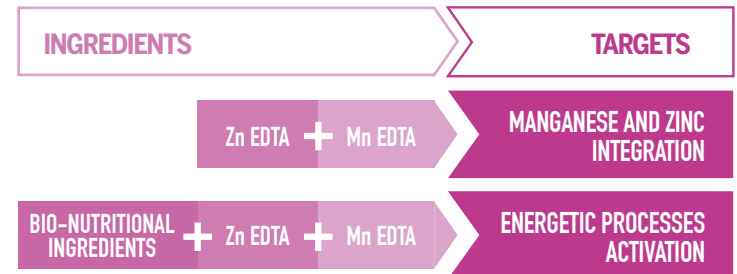 INGREDIENTS
TARGETS
Zn EDTA + Mn EDTA
MANGANESE AND ZINC
INTEGRATION
BIO-NUTRITIONAL
INGREDIENTS + Zn EDTA + Mn EDTA
ENERGETIC PROCESSES
ACTIVATION